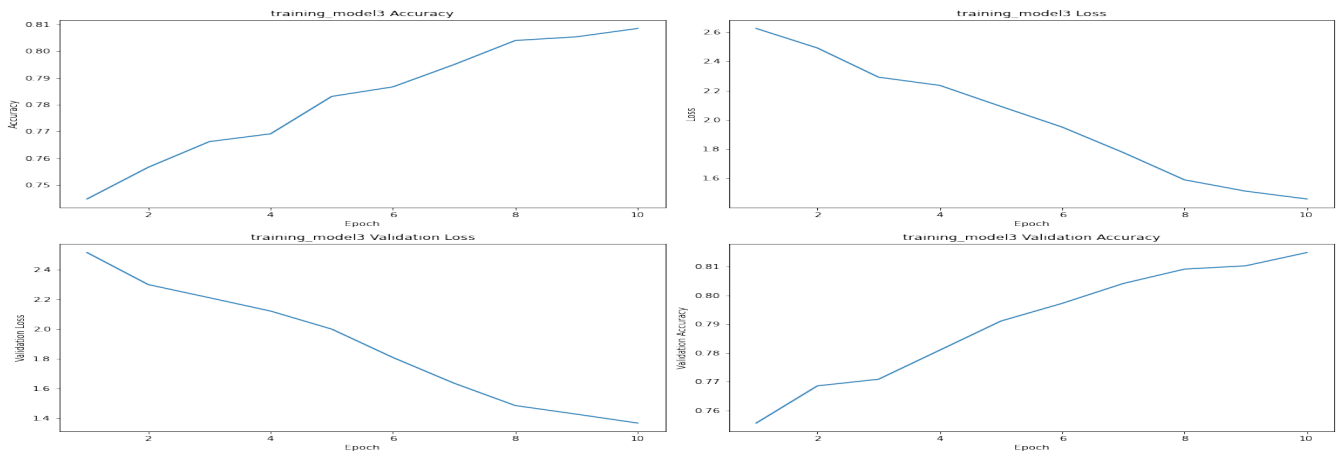 training_model3 Accuracy
0.81
0.80
0.79
0.78
0.77
0.76
0.75
Accuracy
2 4 6 8 10
Epoch
training_model3 Loss
2.6
2.4
2.2
2.0
1.8
1.6
Loss
2 4 6 8 10
Epoch
training_model3 Validation Loss
2.4
2.2
2.0
1.8
1.6
1.4
Validation Loss
2 4 6 8 10
Epoch
training_model3 Validation Accuracy
0.81
0.80
0.79
0.78
0.77
0.76
Validation Accuracy
2 4 6 8 10
Epoch